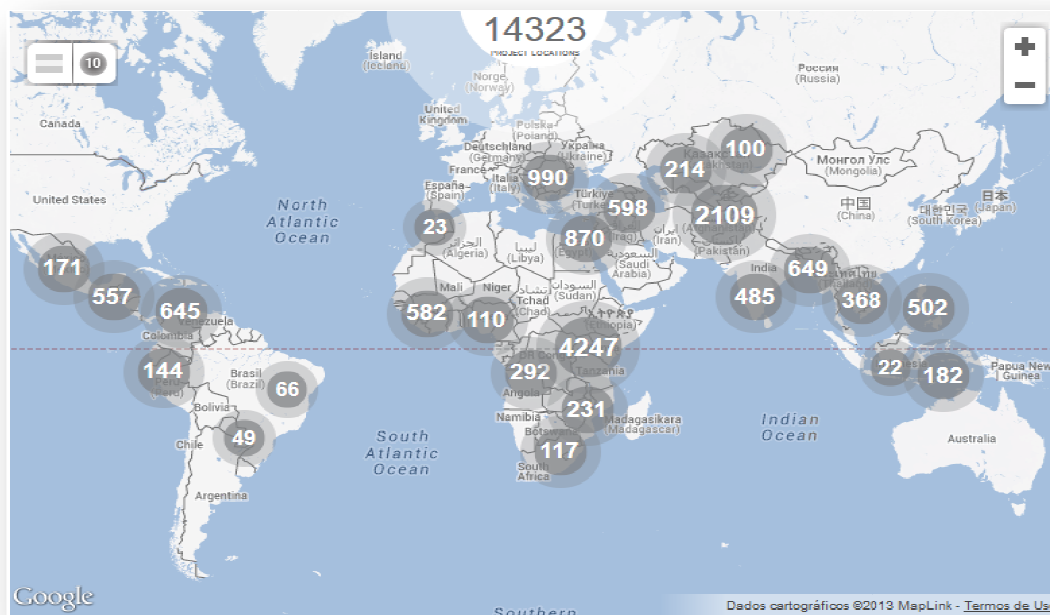 14323
PROJECT LOCATIONS
10
+
−
Ísland
(Iceland)
Norge
(Norway)
Россия
(Russia)
Canada
United
Kingdom
Polska
(Poland)
Deutschland
(Germany)
Україна
(Ukraine)
100
France
990
214
Монгол Улс
(Mongolia)
Italia
(Italy)
España
(Spain)
Türkiye
United States
North
Atlantic
Ocean
598
2109
中国
(China)
대한민국
(South Korea)
日本
(Japan)
23
870
الجزائر
(Algeria)
ليبيا
(Libya)
ایران
(Iran)
(Pakistan)
السعودية
(Saudi
Arabia)
171
India
649
557
Mali
Niger
تشاد
(Chad)
Tchad
السودان
(Sudan)
485
368
502
645
Venezuela
Colombia
582
110
(Ethiopia)
4247
144
292
Tanzania
22
182
Papua New
Guinea
Brasil
(Brazil)
66
Angola
Bolivia
231
Namibia
Botswana
Madagasikara
(Madagascar)
Indian
Ocean
49
Chile
South
Atlantic
Ocean
117
South
Africa
Australia
Argentina
Google
Southern
Dados cartográficos ©2013 MapLink - Termos de Us